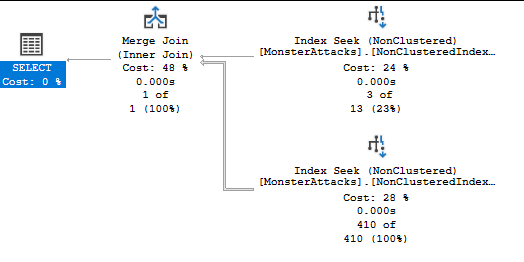 SELECT
Cost: 0 %
Merge Join
(Inner Join)
Cost: 48 %
0.000s
1 of
1 (100%)
Index Seek (NonClustered)
[MonsterAttacks].[NonClusteredIndex…
Cost: 24 %
0.000s
3 of
13 (23%)
Index Seek (NonClustered)
[MonsterAttacks].[NonClusteredIndex…
Cost: 28 %
0.000s
410 of
410 (100%)